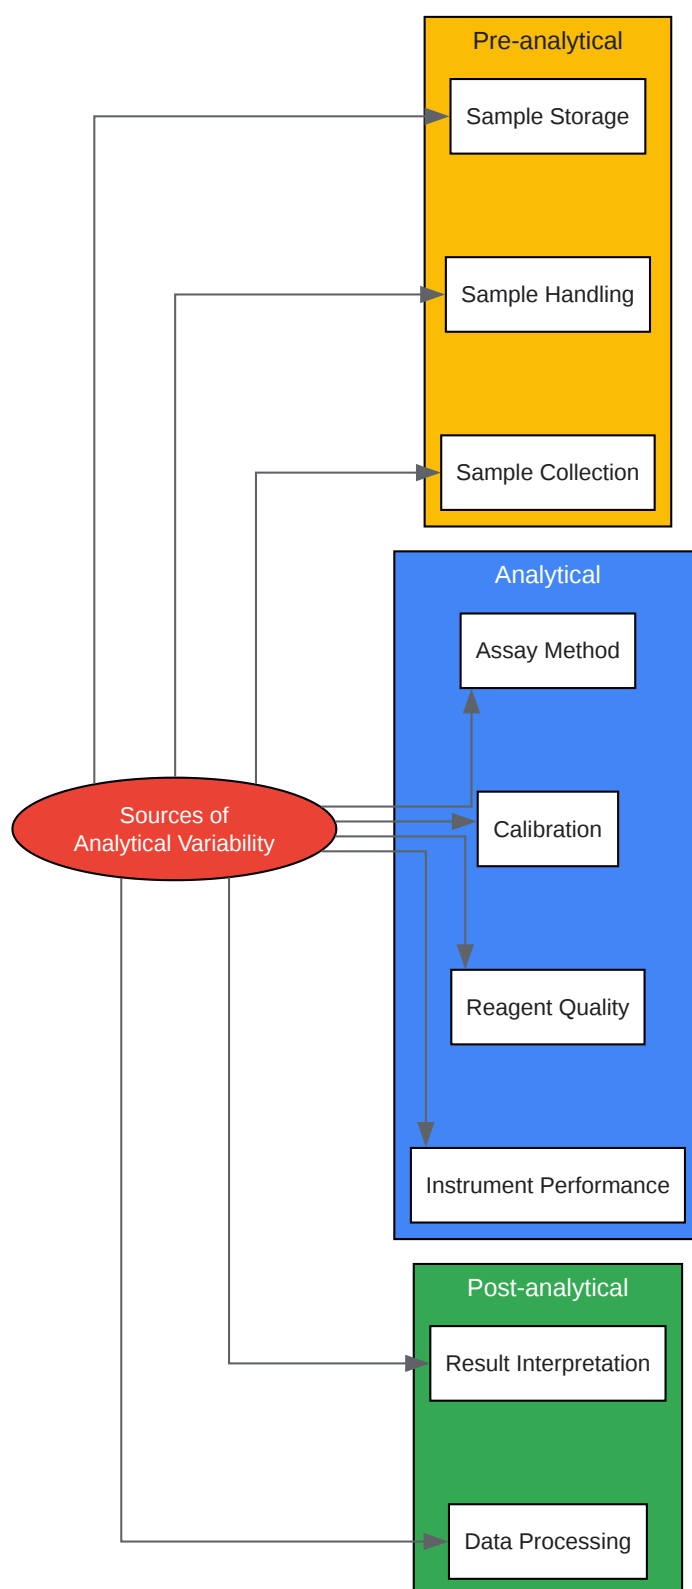 Pre-analytical
Sample Storage
Sample Handling
Sample Collection
Analytical
Assay Method
Sources of
Analytical Variability
Calibration
Reagent Quality
Instrument Performance
Post-analytical
Result Interpretation
Data Processing